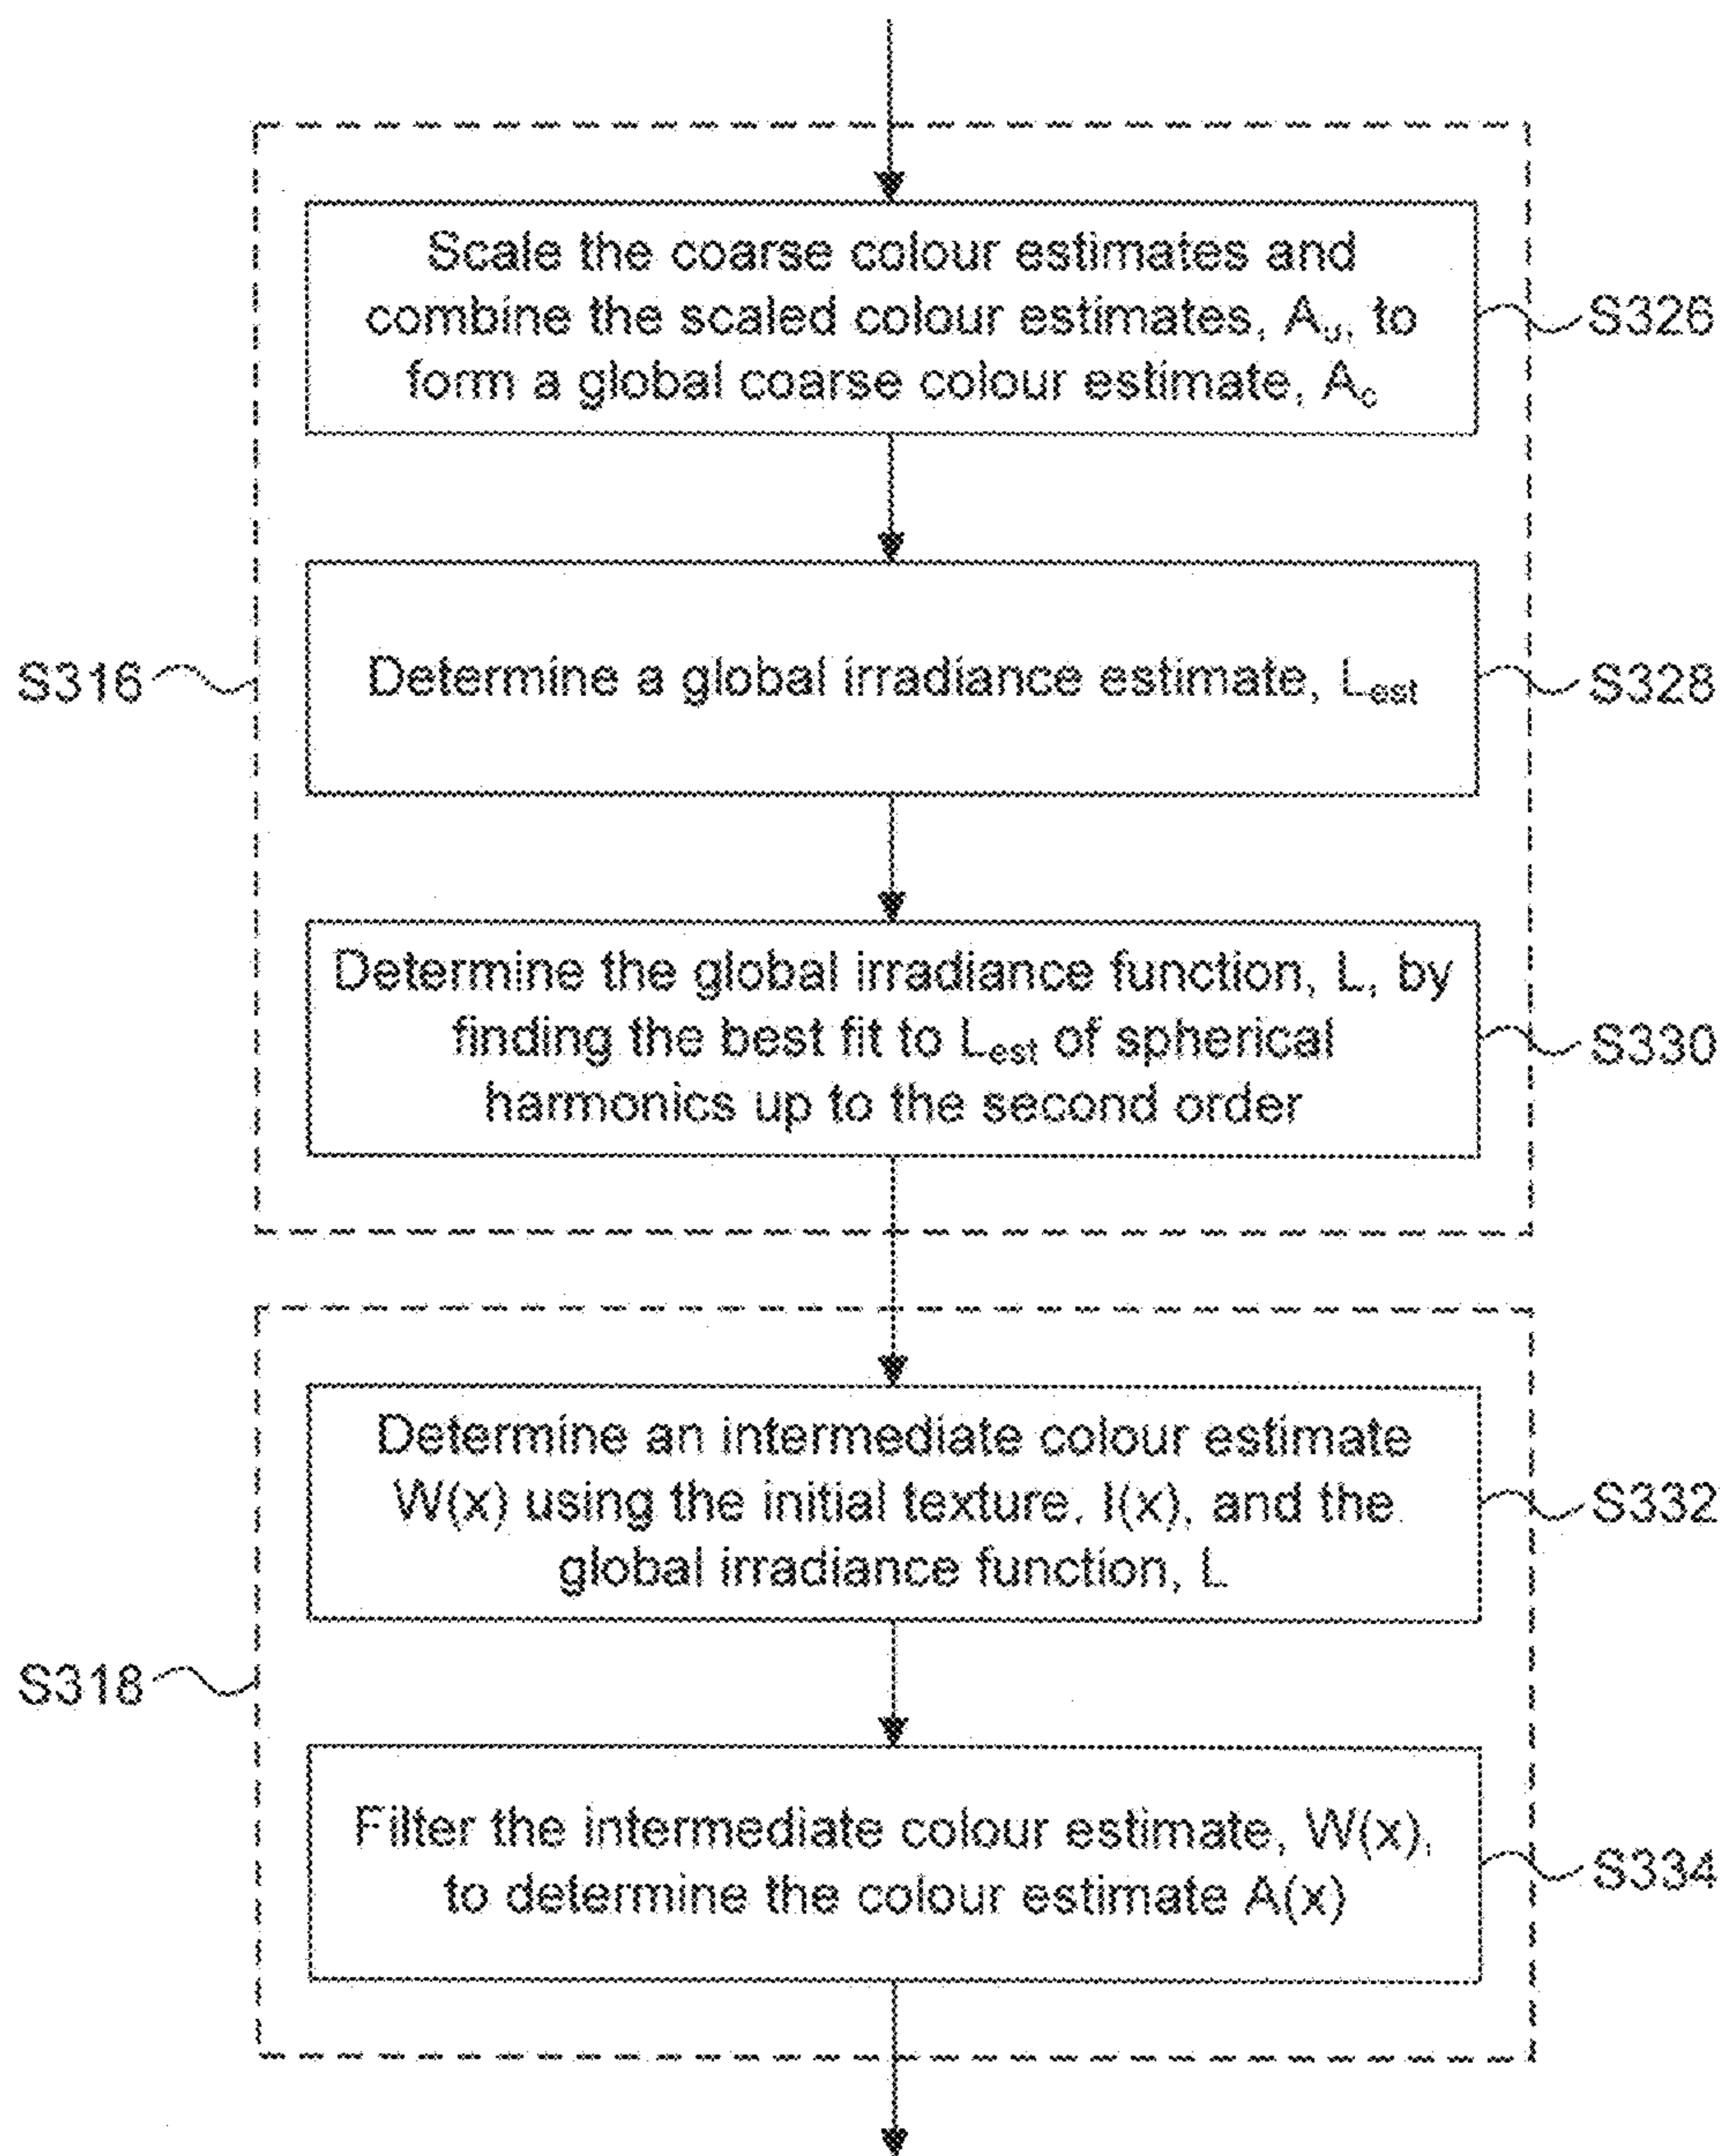 Scale the coarse colour estimates and
combine the scaled colour estimates, Aᵤ, to
form a global coarse colour estimate, A꜀
S326
Determine a global irradiance estimate, Lest
S316
S328
Determine the global irradiance function, L, by
finding the best fit to Lest of spherical
harmonics up to the second order
S330
Determine an intermediate colour estimate
W(x) using the initial texture, I(x), and the
global irradiance function, L
S332
S318
Filter the intermediate colour estimate, W(x),
to determine the colour estimate A(x)
S334